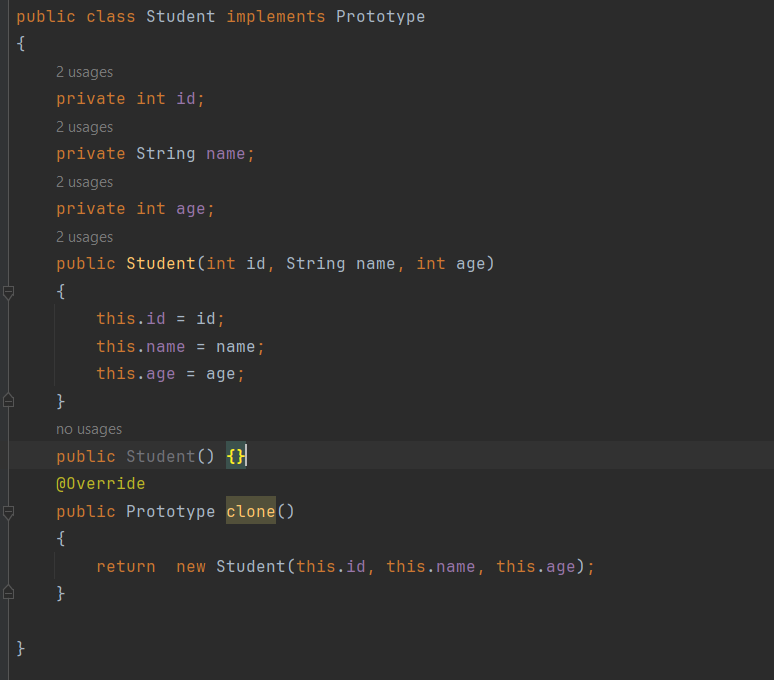 public class Student implements Prototype
{
2 usages
private int id;
2 usages
private String name;
2 usages
private int age;
2 usages
public Student(int id, String name, int age)
{
this.id = id;
this.name = name;
this.age = age;
}
no usages
public Student() {}
@Override
public Prototype clone()
{
return  new Student(this.id, this.name, this.age);
}
}